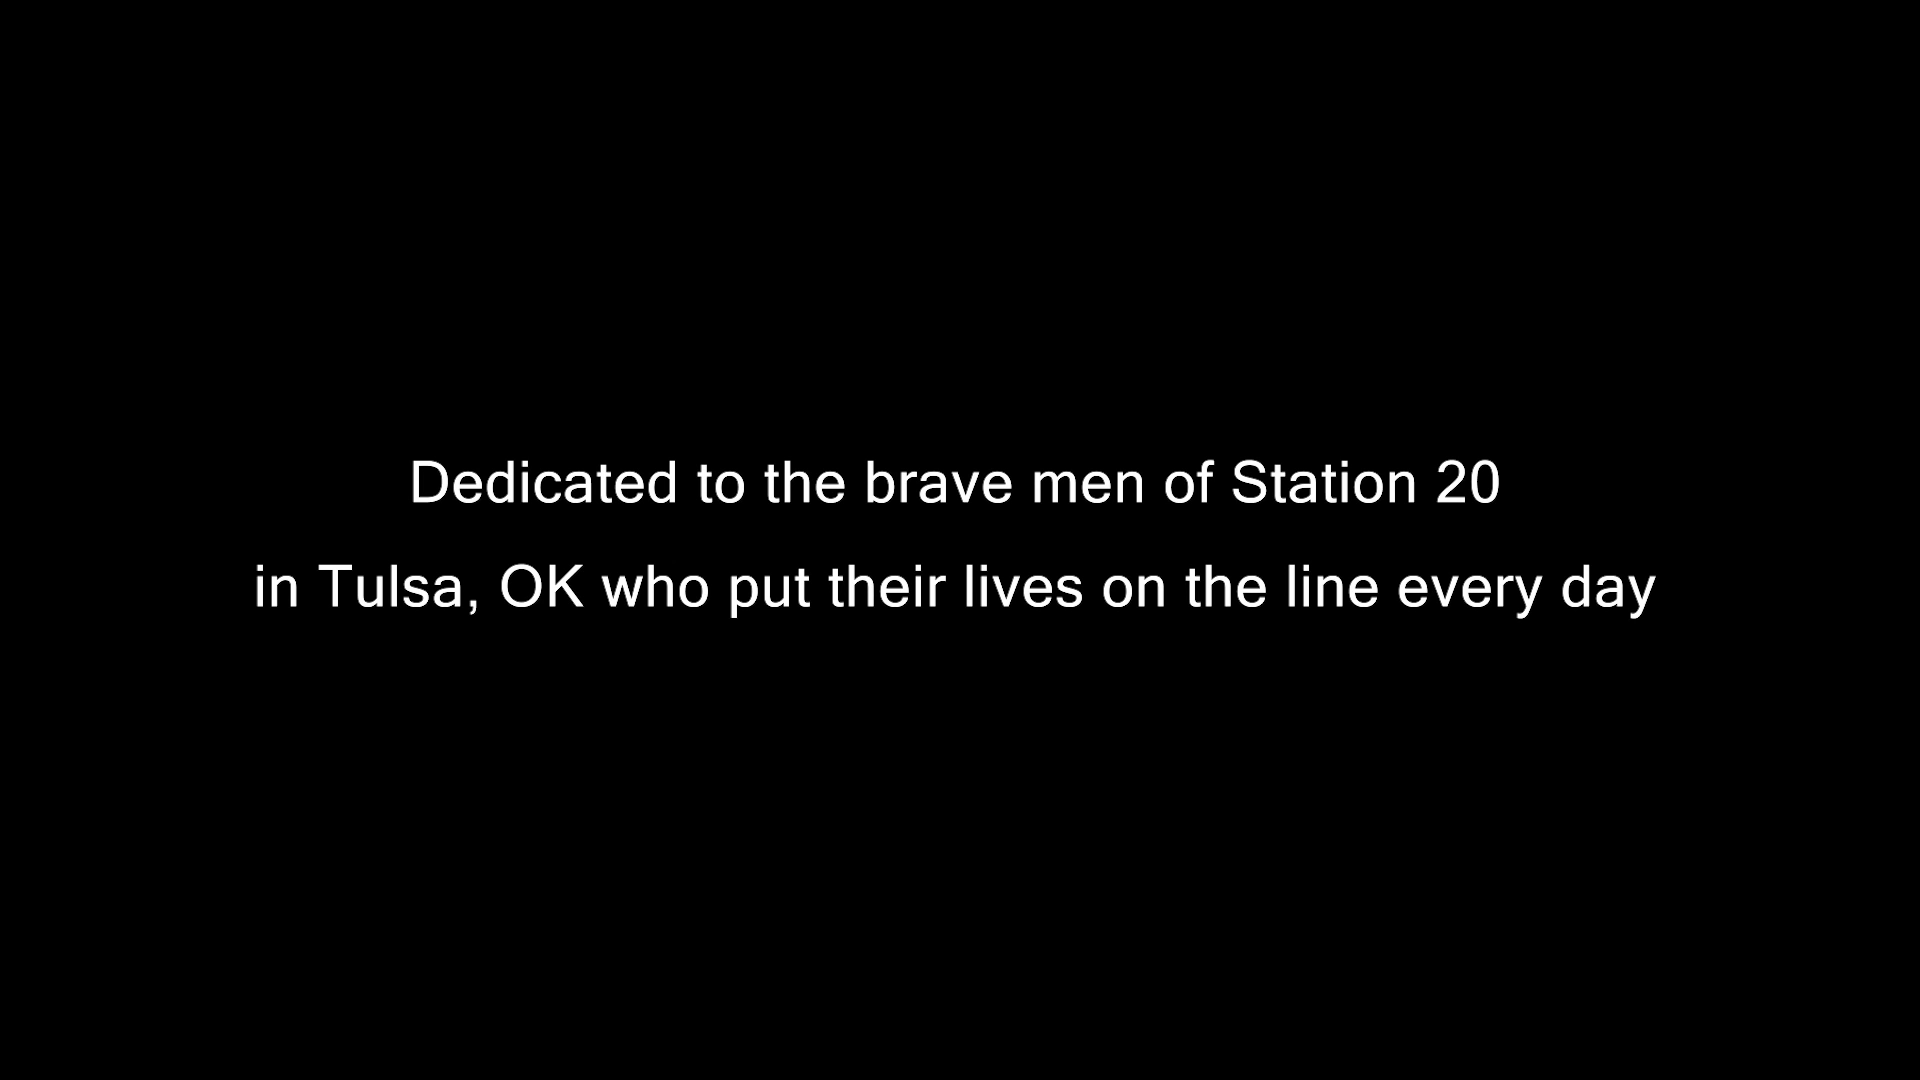 Dedicated to the brave men of Station 20
in Tulsa, OK who put their lives on the line every day